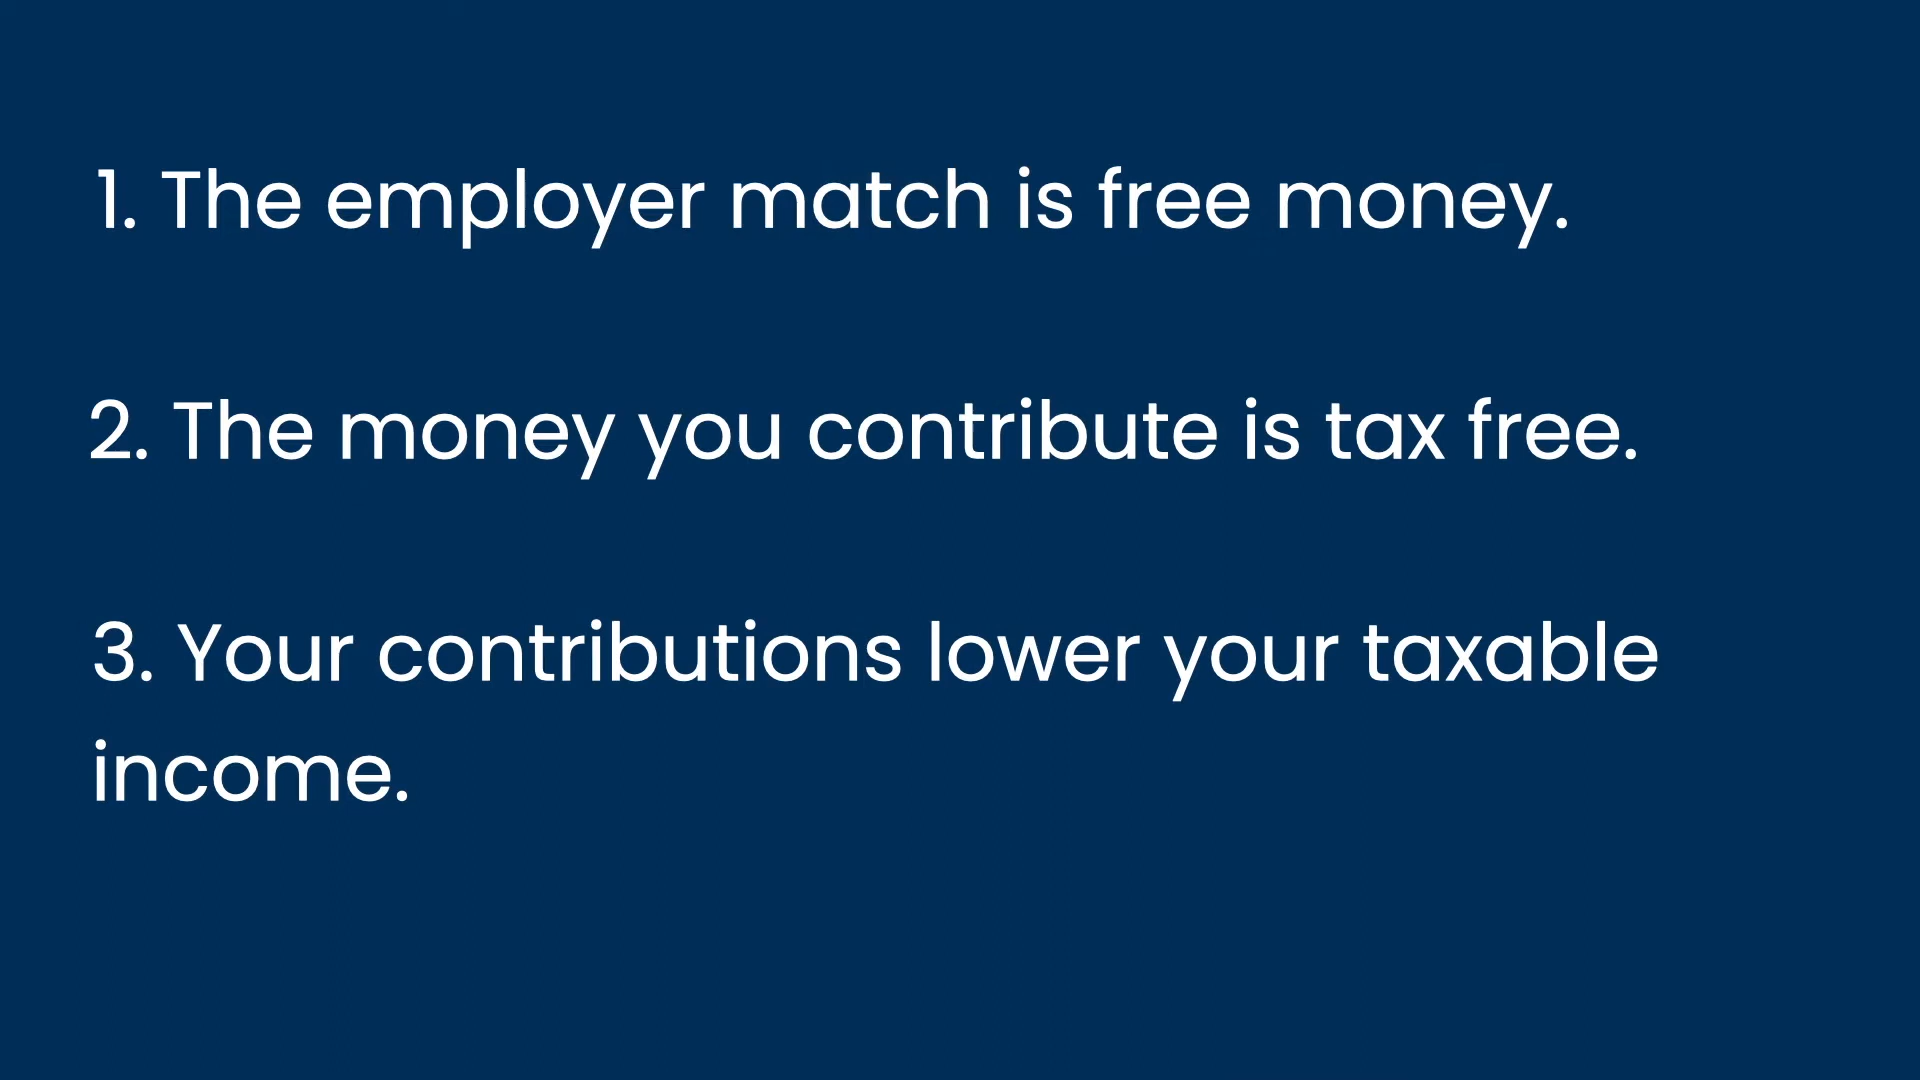 1. The employer match is free money.
2. The money you contribute is tax free.
3. Your contributions lower your taxable
income.